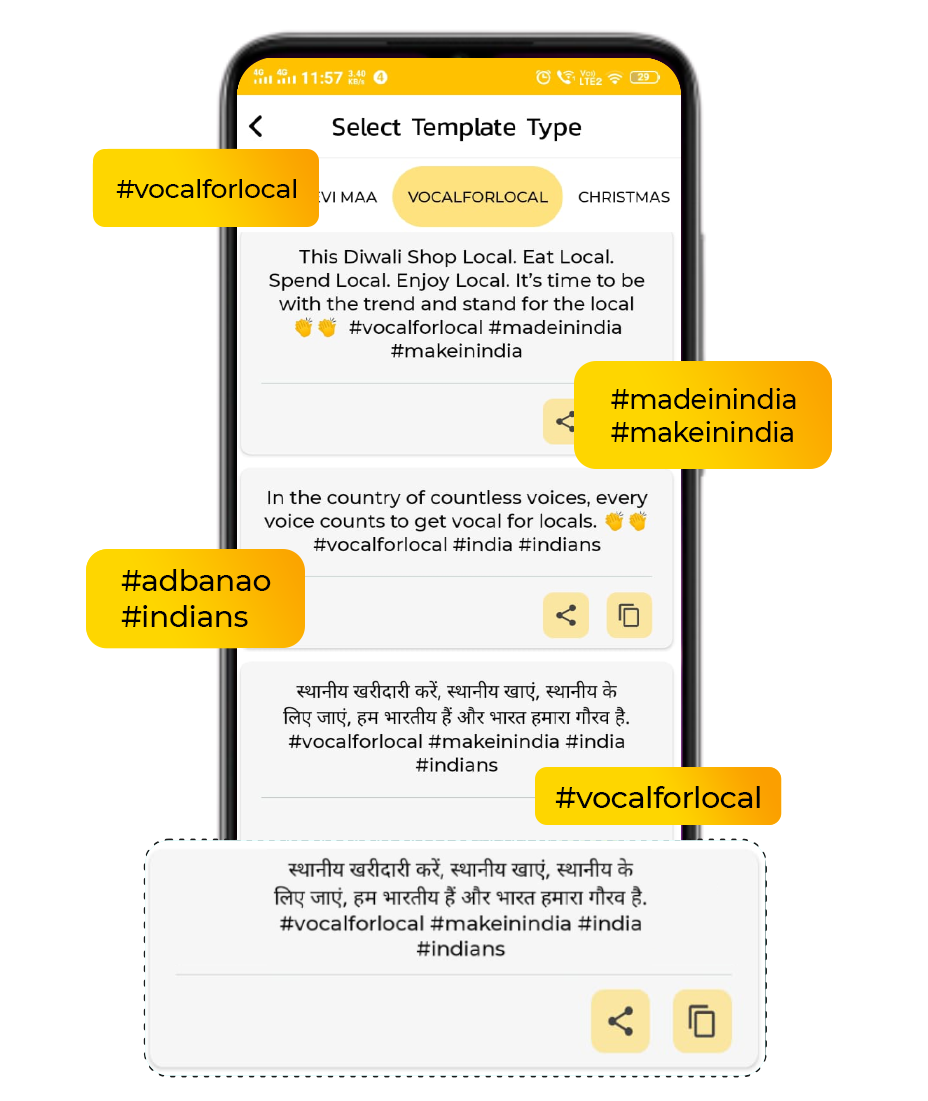 4G 4G 11:57 3.40 KB/s 4 Vo) LTE2 29
Select Template Type
#vocalforlocal
VI MAA VOCALFORLOCAL CHRISTMAS
This Diwali Shop Local. Eat Local.
Spend Local. Enjoy Local. It's time to be
with the trend and stand for the local
👏👏 #vocalforlocal #madeinindia
#makeinindia
#madeinindia
#makeinindia
In the country of countless voices, every
voice counts to get vocal for locals. 👏👏
#vocalforlocal #india #indians
#adbanao
#indians
स्थानीय खरीदारी करें, स्थानीय खाएं, स्थानीय के
लिए जाएं, हम भारतीय हैं और भारत हमारा गौरव है.
#vocalforlocal #makeinindia #india
#indians
#vocalforlocal
स्थानीय खरीदारी करें, स्थानीय खाएं, स्थानीय के
लिए जाएं, हम भारतीय हैं और भारत हमारा गौरव है.
#vocalforlocal #makeinindia #india
#indians